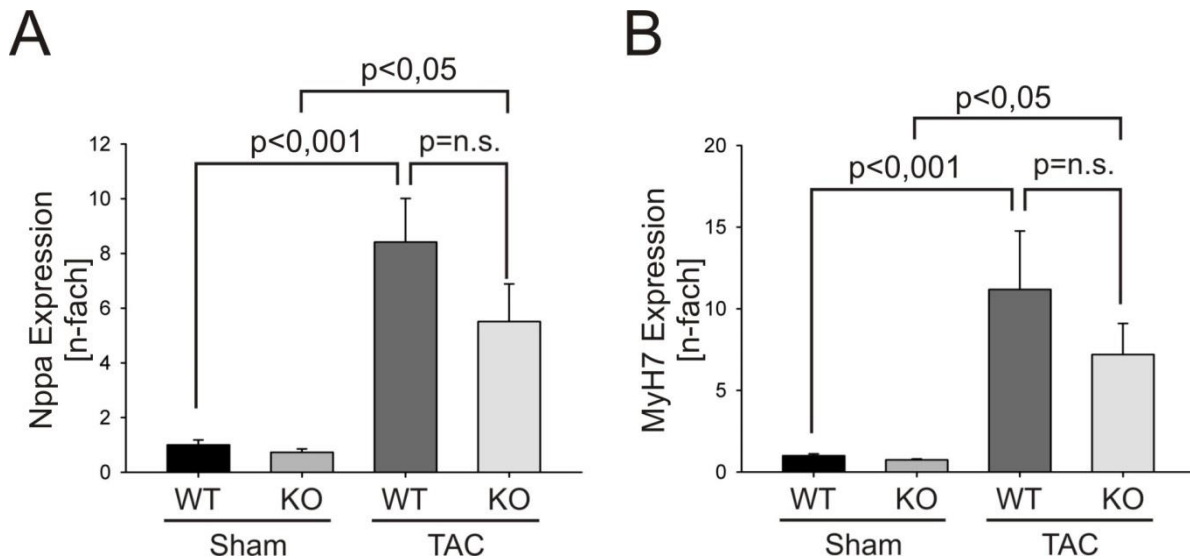 A
p<0,05
p<0,001
p=n.s.
Nppa Expression
[n-fach]
12
10
8
6
4
2
0
WT KO WT KO
Sham TAC
B
p<0,05
p<0,001
p=n.s.
MyH7 Expression
[n-fach]
20
15
10
5
0
WT KO WT KO
Sham TAC